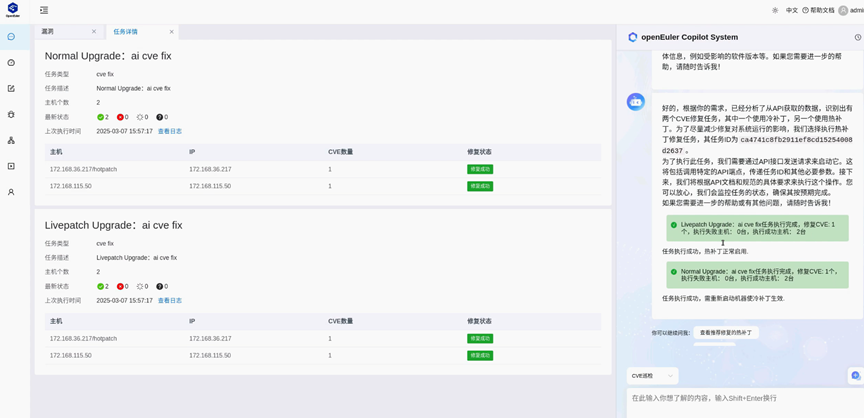 openEuler
中文 帮助文档 admi
漏洞 任务详情
Normal Upgrade：ai cve fix
任务类型 cve fix
任务描述 Normal Upgrade：ai cve fix
主机个数 2
最新状态 2 0 0 0
上次执行时间 2025-03-07 15:57:17 查看日志
主机 IP CVE数量 修复状态
172.168.36.217/hotpatch 172.168.36.217 1 修复成功
172.168.115.50 172.168.115.50 1 修复成功
Livepatch Upgrade：ai cve fix
任务类型 cve fix
任务描述 Livepatch Upgrade：ai cve fix
主机个数 2
最新状态 2 0 0 0
上次执行时间 2025-03-07 15:57:17 查看日志
主机 IP CVE数量 修复状态
172.168.36.217/hotpatch 172.168.36.217 1 修复成功
172.168.115.50 172.168.115.50 1 修复成功
openEuler Copilot System
体信息，例如受影响的软件版本等。如果您需要进一步的帮
助，请随时告诉我！
好的，根据你的需求，已经分析了从API获取的数据，识别出有
两个CVE修复任务，其中一个使用冷补丁，另一个使用热补
丁。为了尽量减少修复对系统运行的影响，我们选择执行热补
丁修复任务，其任务ID为 ca4741c8fb2911ef8cd15254008
d2637 。
为了执行此任务，我们需要通过API接口发送请求来启动它。这
将包括调用特定的API端点，传递任务ID和其他必要参数。接下
来，我们将根据API文档和规范的具体要求来执行这个操作。您
可以放心，我们会监控任务的状态，确保其按预期完成。
如果您需要进一步的帮助或有其他问题，请随时告诉我！
Livepatch Upgrade：ai cve fix任务执行完成，修复CVE: 1
个，执行失败主机： 0台，执行成功主机： 2台
任务执行成功，热补丁正常启用.
Normal Upgrade：ai cve fix任务执行完成，修复CVE: 1个，
执行失败主机： 0台，执行成功主机： 2台
任务执行成功，需重新启动机器使冷补丁生效.
你可以继续问我： 查看推荐修复的热补丁
CVE巡检
在此输入你想了解的内容，输入Shift+Enter换行